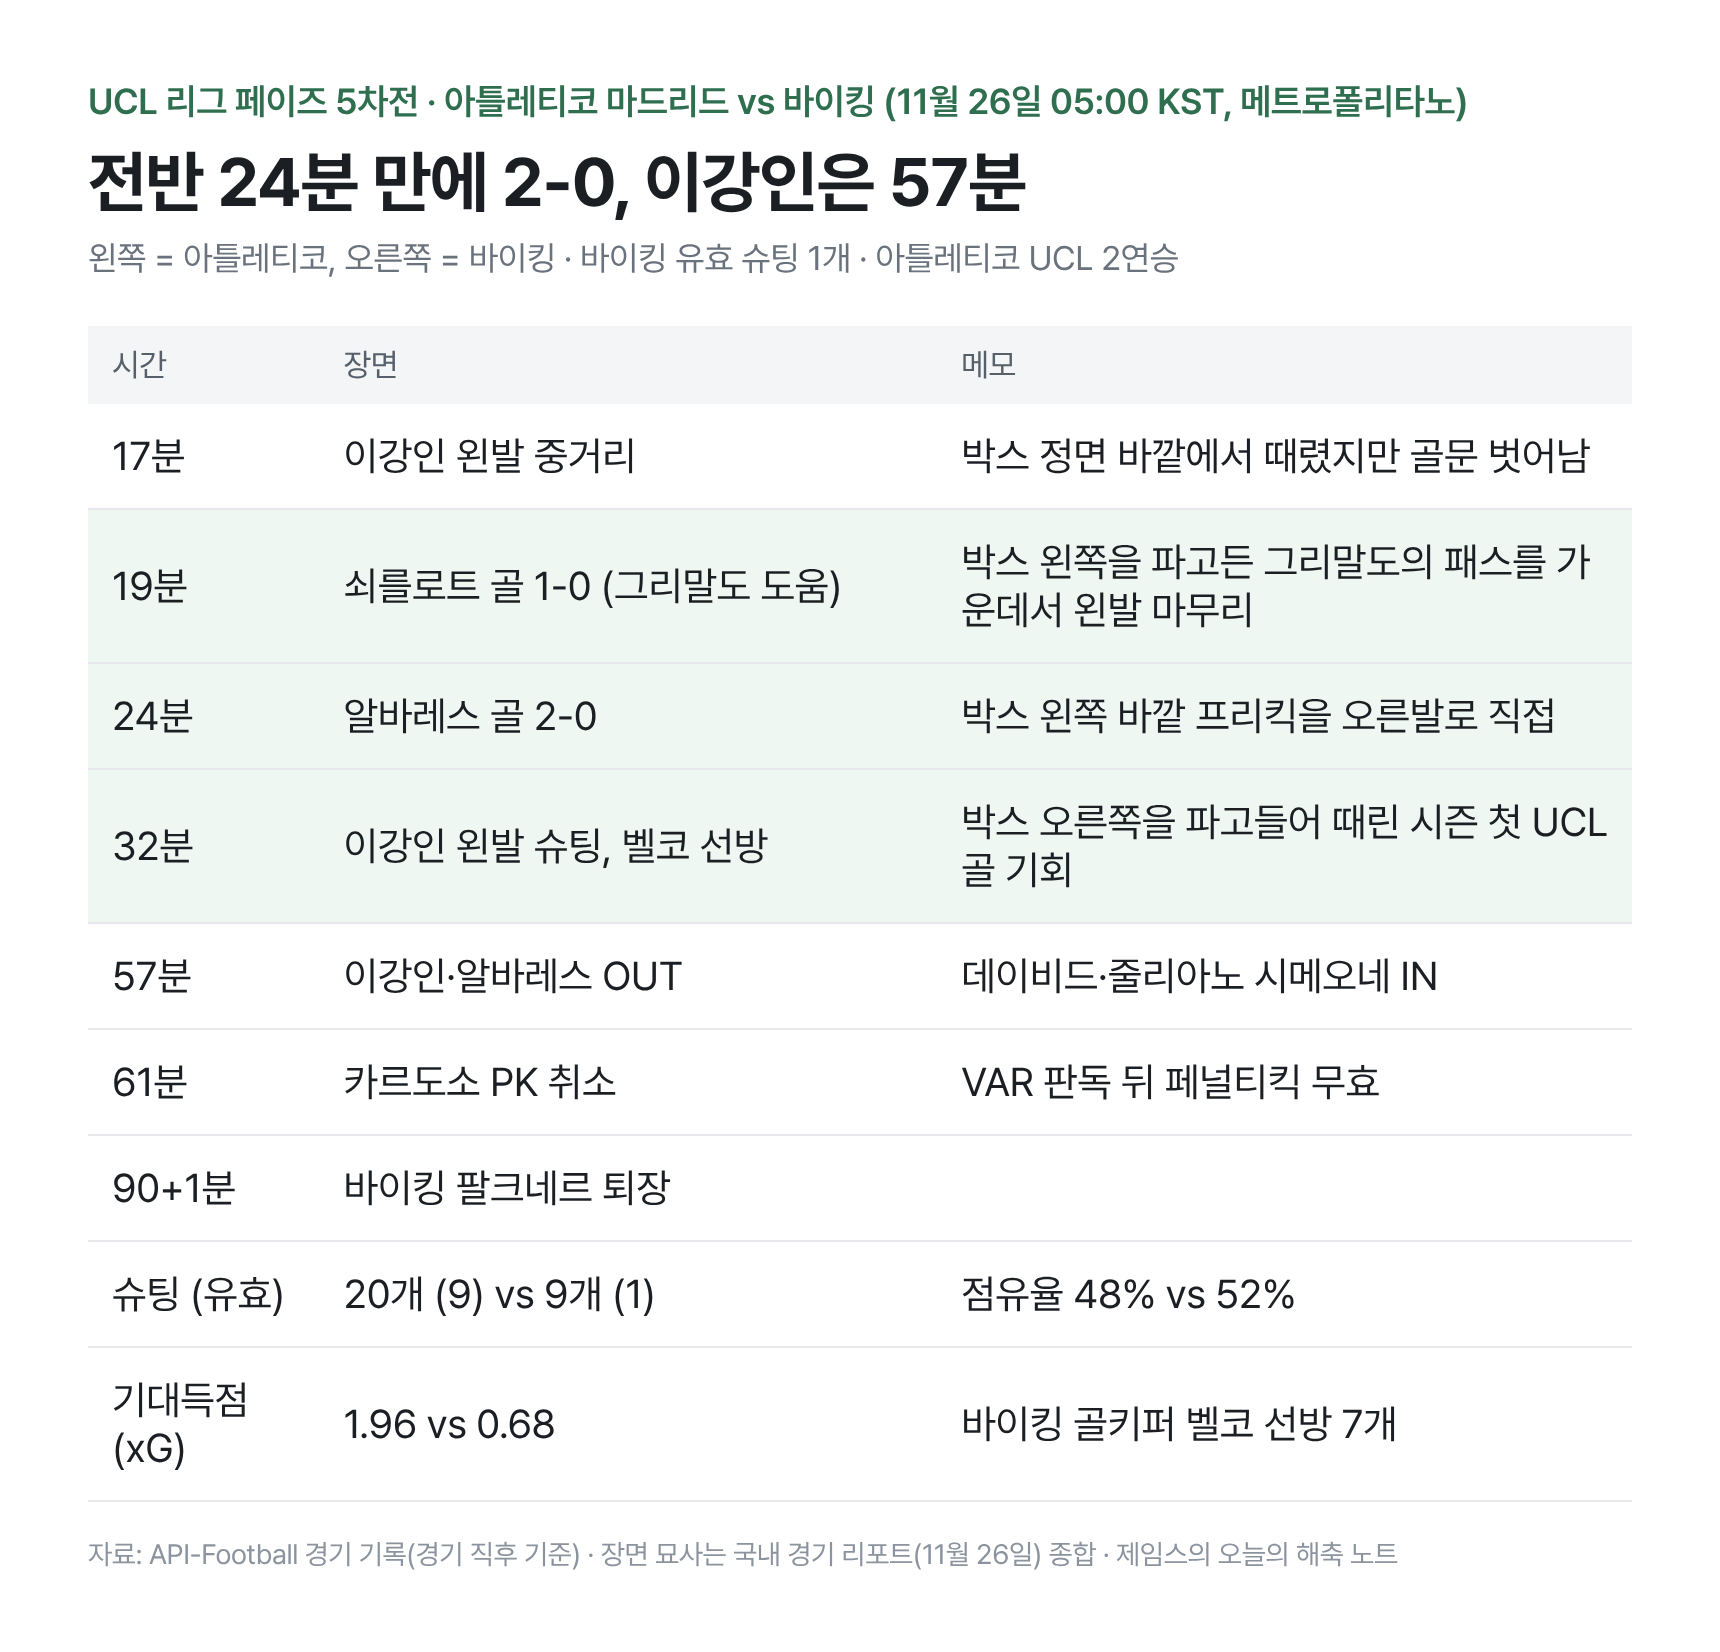 UCL 리그 페이즈 5차전 · 아틀레티코 마드리드 vs 바이킹 (11월 26일 05:00 KST, 메트로폴리타노)
전반 24분 만에 2-0, 이강인은 57분
왼쪽 = 아틀레티코, 오른쪽 = 바이킹 · 바이킹 유효 슈팅 1개 · 아틀레티코 UCL 2연승
시간 장면 메모
17분 이강인 왼발 중거리 박스 정면 바깥에서 때렸지만 골문 벗어남
19분 쇠를로트 골 1-0 (그리말도 도움) 박스 왼쪽을 파고든 그리말도의 패스를 가
운데서 왼발 마무리
24분 알바레스 골 2-0 박스 왼쪽 바깥 프리킥을 오른발로 직접
32분 이강인 왼발 슈팅, 벨코 선방 박스 오른쪽을 파고들어 때린 시즌 첫 UCL
골 기회
57분 이강인·알바레스 OUT 데이비드·줄리아노 시메오네 IN
61분 카르도소 PK 취소 VAR 판독 뒤 페널티킥 무효
90+1분 바이킹 팔크네르 퇴장
슈팅 (유효) 20개 (9) vs 9개 (1) 점유율 48% vs 52%
기대득점
(xG) 1.96 vs 0.68 바이킹 골키퍼 벨코 선방 7개
자료: API-Football 경기 기록(경기 직후 기준) · 장면 묘사는 국내 경기 리포트(11월 26일) 종합 · 제임스의 오늘의 해축 노트